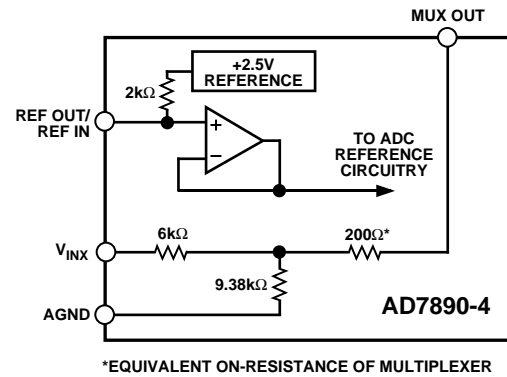 MUX OUT
+2.5V
REFERENCE
2kΩ
REF OUT/
REF IN
+
–
TO ADC
REFERENCE
CIRCUITRY
6kΩ
200Ω*
VINX
9.38kΩ
AGND
AD7890-4
*EQUIVALENT ON-RESISTANCE OF MULTIPLEXER